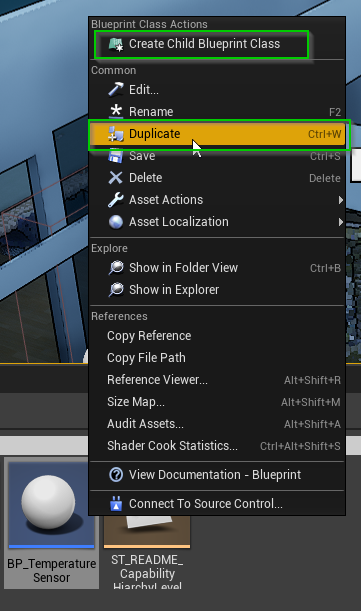 Blueprint Class Actions
Create Child Blueprint Class
Common
Edit...
Rename F2
Duplicate Ctrl+W
Save Ctrl+S
Delete Delete
Asset Actions
Asset Localization
Explore
Show in Folder View Ctrl+B
Show in Explorer
References
Copy Reference
Copy File Path
Reference Viewer... Alt+Shift+R
Size Map... Alt+Shift+M
Audit Assets... Alt+Shift+A
Shader Cook Statistics... Ctrl+Alt+Shift+S
View Documentation - Blueprint
Connect To Source Control...
BP_Temperature
Sensor
ST_README_
Capability
HiarchyLevel